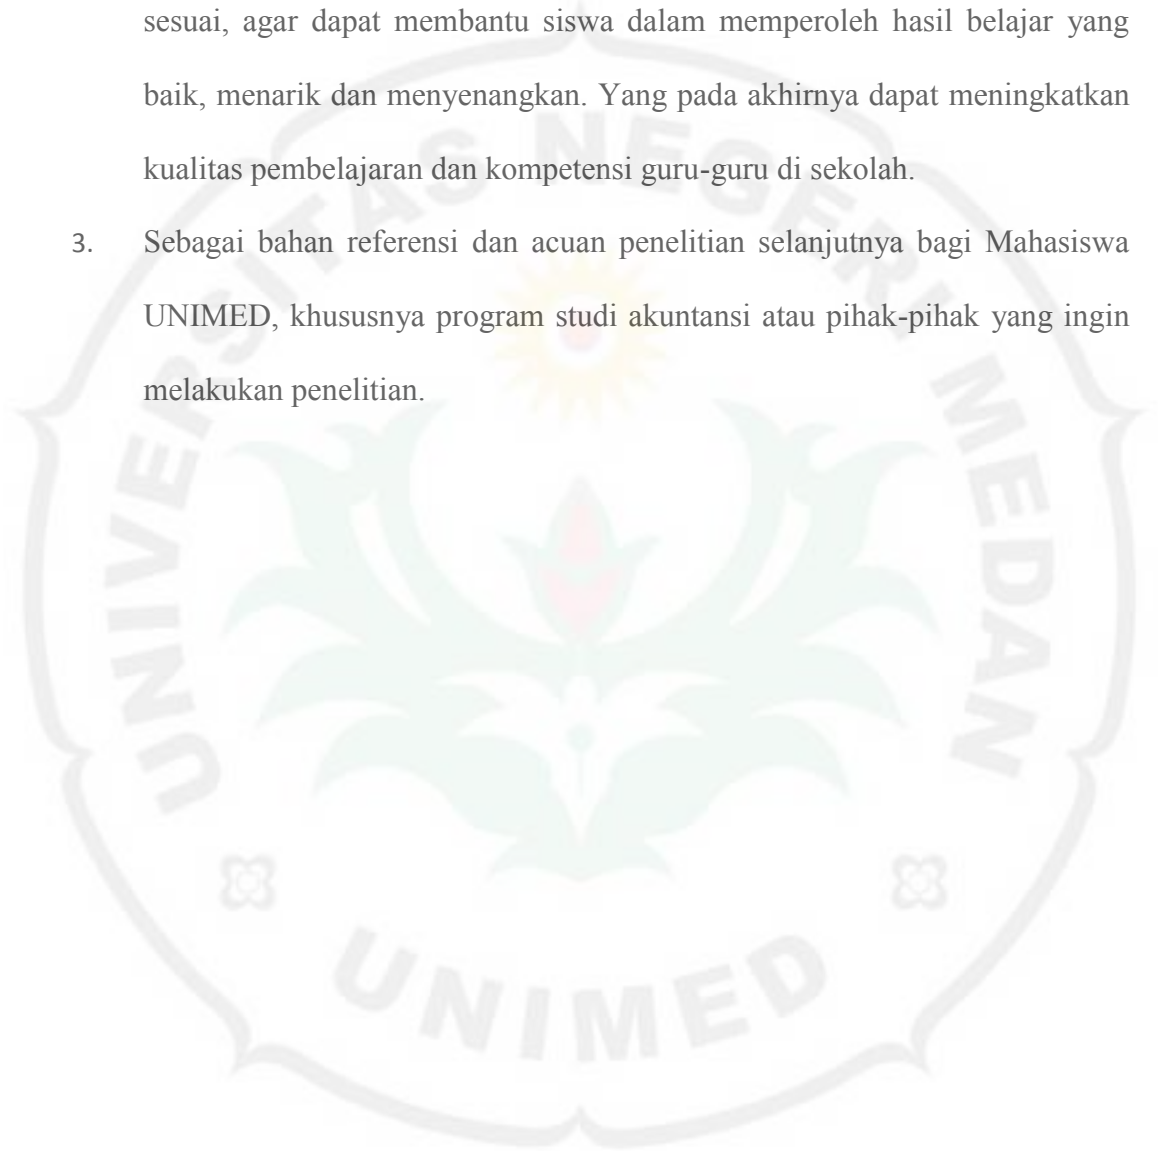 sesuai, agar dapat membantu siswa dalam memperoleh hasil belajar yang
baik, menarik dan menyenangkan. Yang pada akhirnya dapat meningkatkan
kualitas pembelajaran dan kompetensi guru-guru di sekolah.
3. Sebagai bahan referensi dan acuan penelitian selanjutnya bagi Mahasiswa
UNIMED, khususnya program studi akuntansi atau pihak-pihak yang ingin
melakukan penelitian.
UNIVERSITAS NEGERI MEDAN
UNIMED